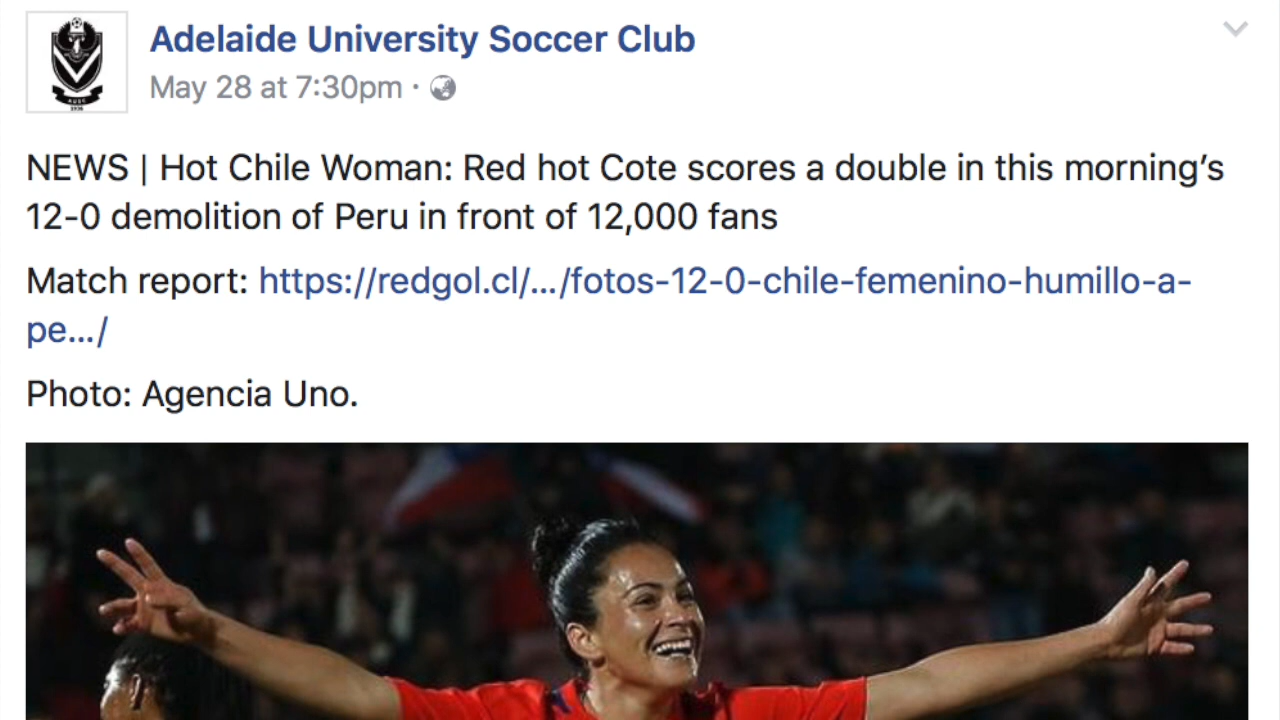 Adelaide University Soccer Club
May 28 at 7:30pm ·
NEWS | Hot Chile Woman: Red hot Cote scores a double in this morning’s
12-0 demolition of Peru in front of 12,000 fans
Match report: https://redgol.cl/.../fotos-12-0-chile-femenino-humillo-a-
pe.../
Photo: Agencia Uno.